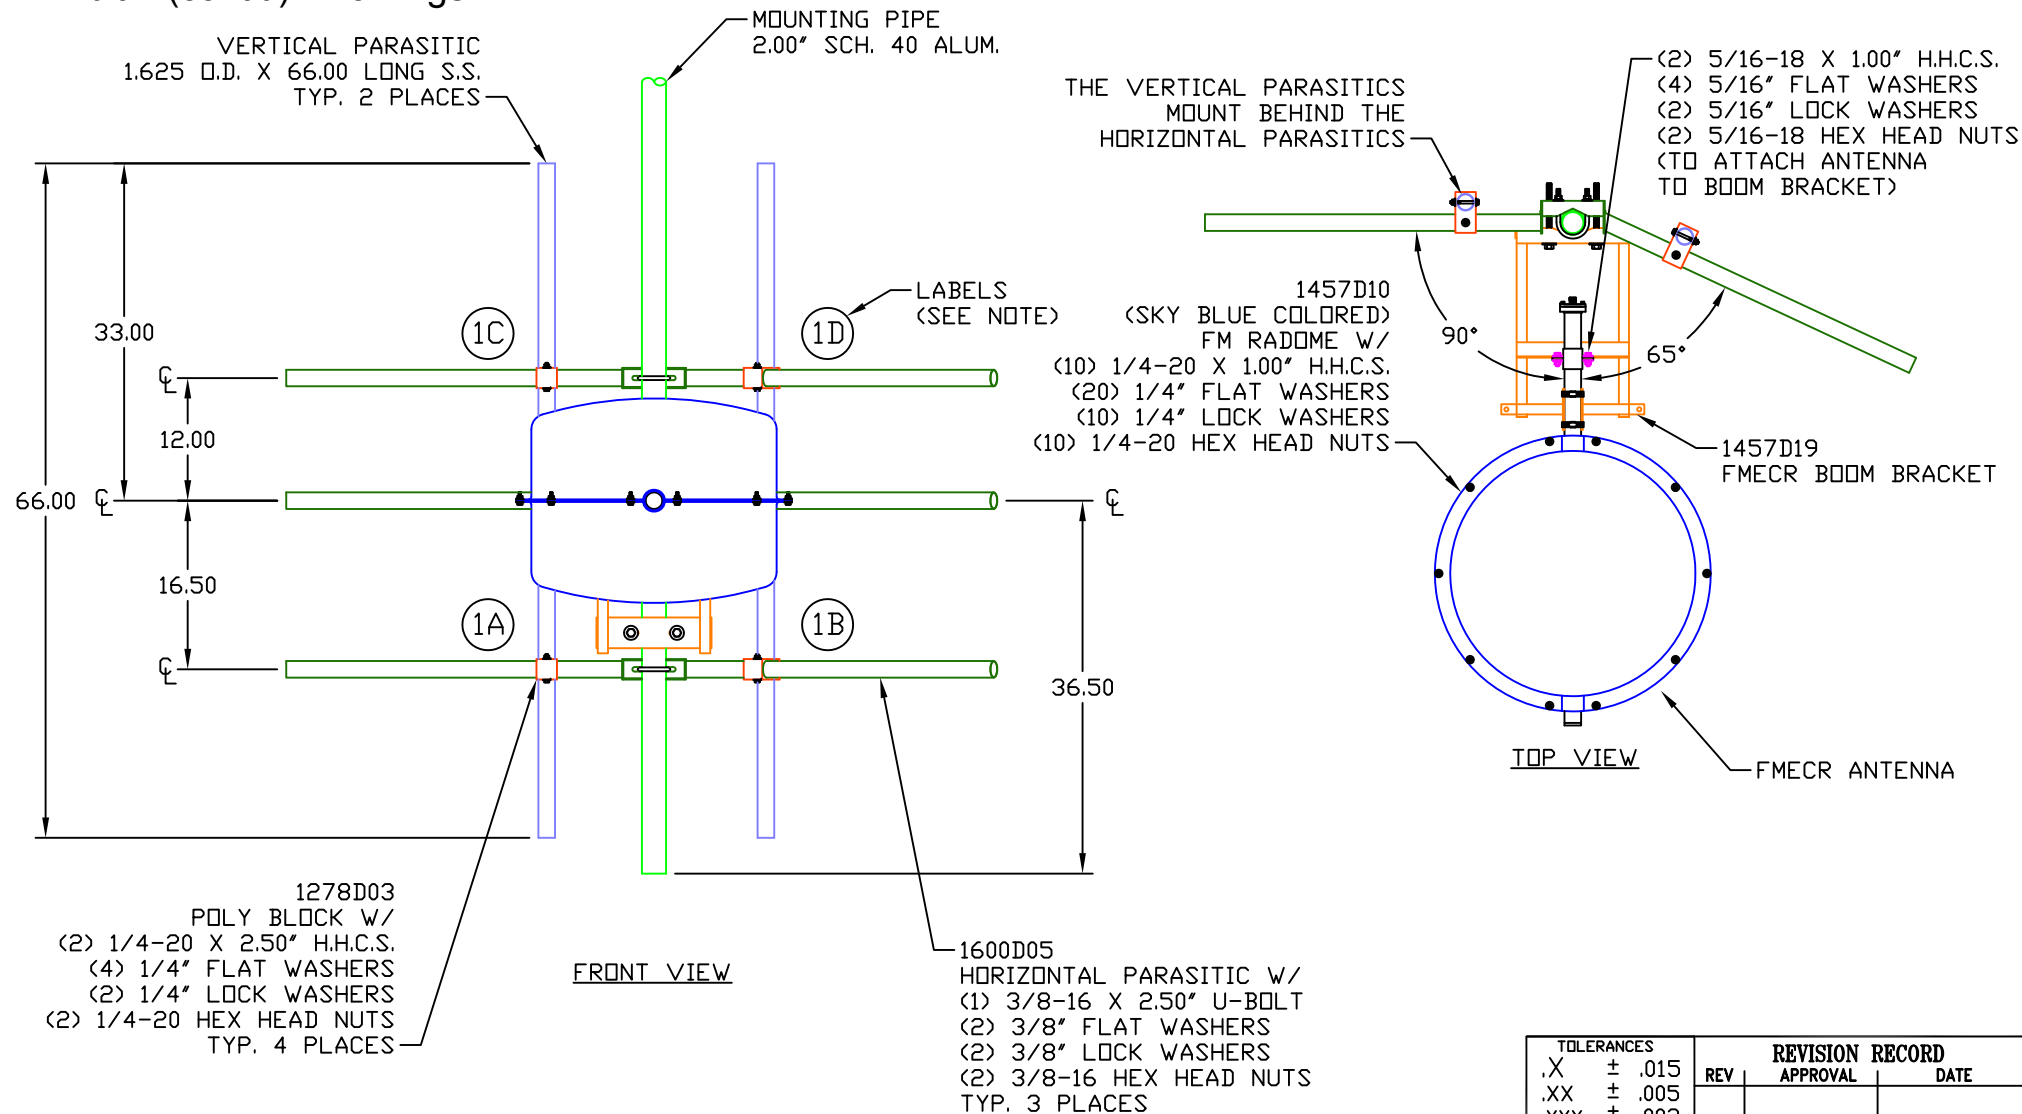 VERTICAL PARASITIC
1.625 O.D. X 66.00 LONG S.S.
TYP. 2 PLACES
MOUNTING PIPE
2.00" SCH. 40 ALUM.
THE VERTICAL PARASITICS
MOUNT BEHIND THE
HORIZONTAL PARASITICS
(2) 5/16-18 X 1.00" H.H.C.S.
(4) 5/16" FLAT WASHERS
(2) 5/16" LOCK WASHERS
(2) 5/16-18 HEX HEAD NUTS
(TO ATTACH ANTENNA
TO BOOM BRACKET)
LABELS
(SEE NOTE)
1C
1D
33.00
℄
12.00
66.00
℄
℄
16.50
1A
1B
℄
36.50
1457D10
(SKY BLUE COLORED)
FM RADOME W/
(10) 1/4-20 X 1.00" H.H.C.S.
(20) 1/4" FLAT WASHERS
(10) 1/4" LOCK WASHERS
(10) 1/4-20 HEX HEAD NUTS
90°
65°
1457D19
FMECR BOOM BRACKET
TOP VIEW
FMECR ANTENNA
1278D03
POLY BLOCK W/
(2) 1/4-20 X 2.50" H.H.C.S.
(4) 1/4" FLAT WASHERS
(2) 1/4" LOCK WASHERS
(2) 1/4-20 HEX HEAD NUTS
TYP. 4 PLACES
FRONT VIEW
1600D05
HORIZONTAL PARASITIC W/
(1) 3/8-16 X 2.50" U-BOLT
(2) 3/8" FLAT WASHERS
(2) 3/8" LOCK WASHERS
(2) 3/8-16 HEX HEAD NUTS
TYP. 3 PLACES
TOLERANCES
.X ± .015
.XX ± .005
REVISION RECORD
REV APPROVAL DATE